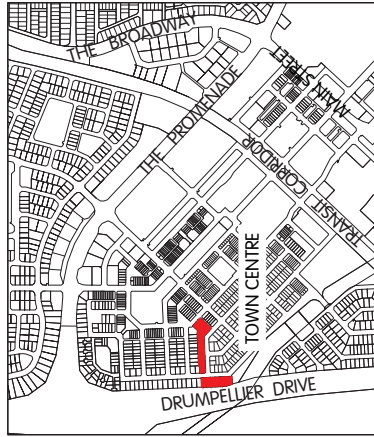 THE BROADWAY
MAIN STREET
THE PROMENADE
TRANSIT CORRIDOR
TOWN CENTRE
DRUMPELLIER DRIVE